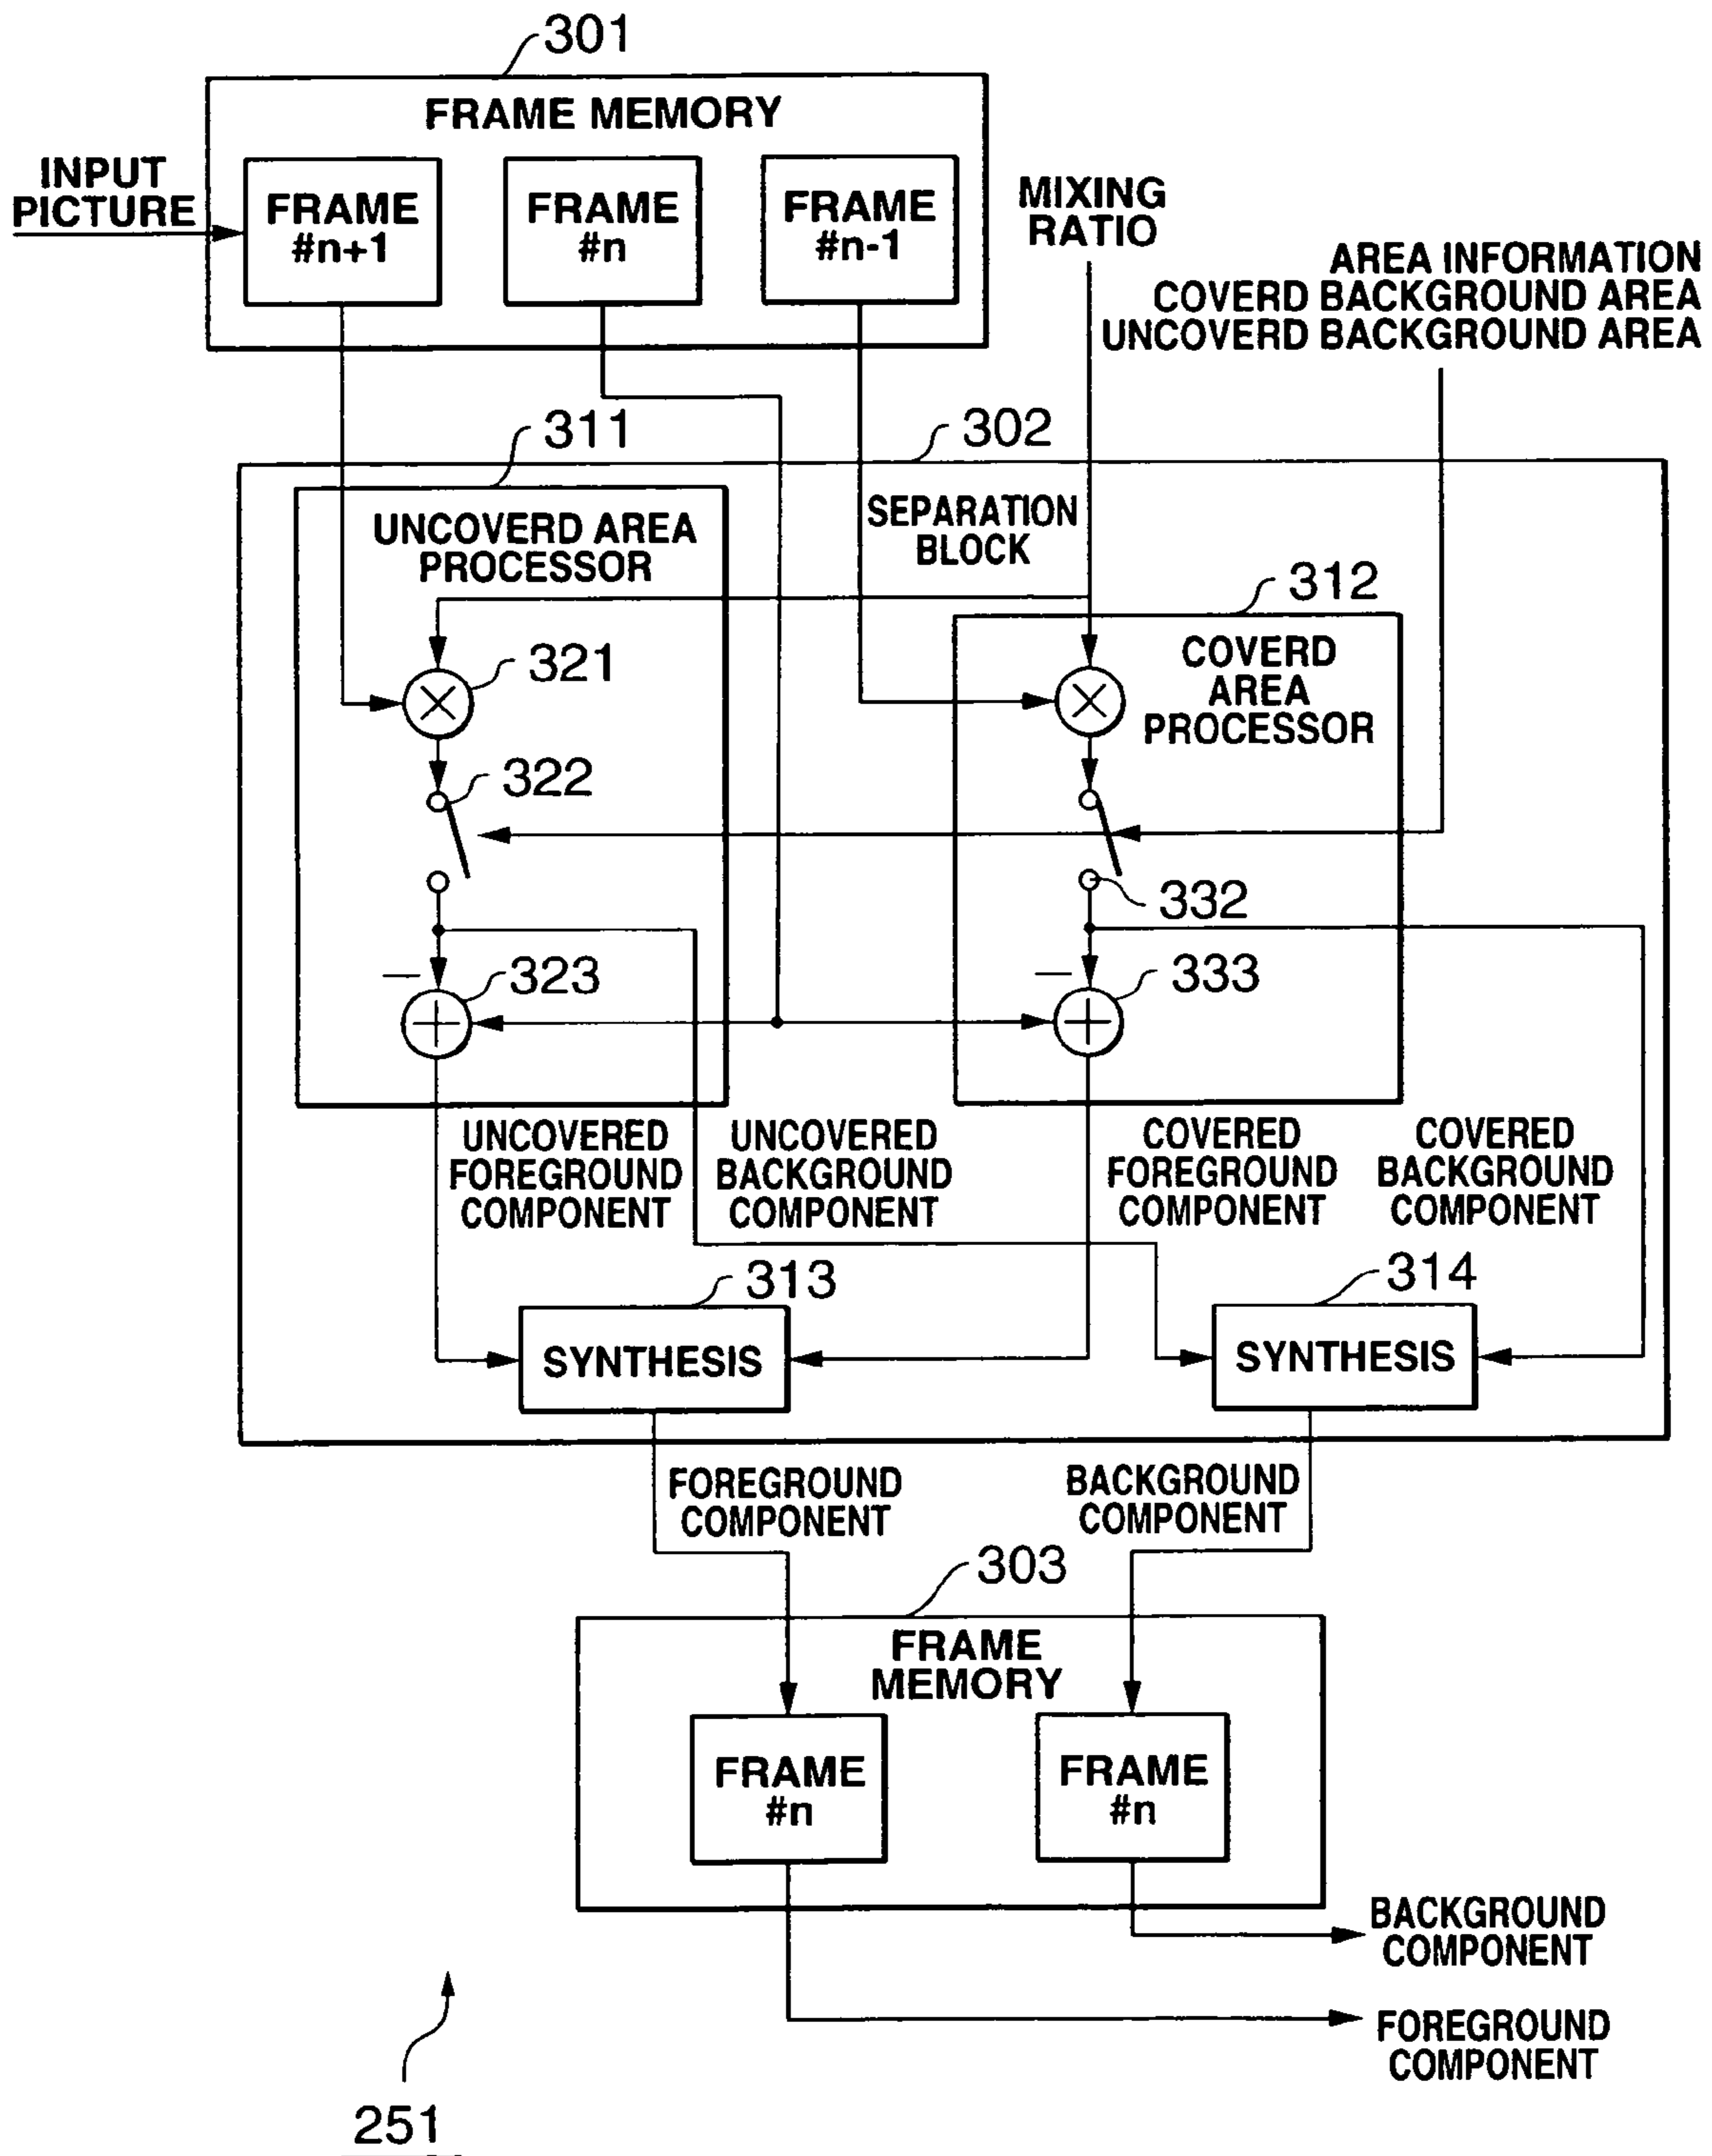 301
FRAME MEMORY
INPUT
PICTURE
FRAME
#n+1
FRAME
#n
FRAME
#n-1
MIXING
RATIO
AREA INFORMATION
COVERD BACKGROUND AREA
UNCOVERD BACKGROUND AREA
311
302
UNCOVERD AREA
PROCESSOR
SEPARATION
BLOCK
312
COVERD
AREA
PROCESSOR
321
322
332
323
333
UNCOVERED
FOREGROUND
COMPONENT
UNCOVERED
BACKGROUND
COMPONENT
COVERED
FOREGROUND
COMPONENT
COVERED
BACKGROUND
COMPONENT
313
314
SYNTHESIS
SYNTHESIS
FOREGROUND
COMPONENT
BACKGROUND
COMPONENT
303
FRAME
MEMORY
FRAME
#n
FRAME
#n
BACKGROUND
COMPONENT
FOREGROUND
COMPONENT
251